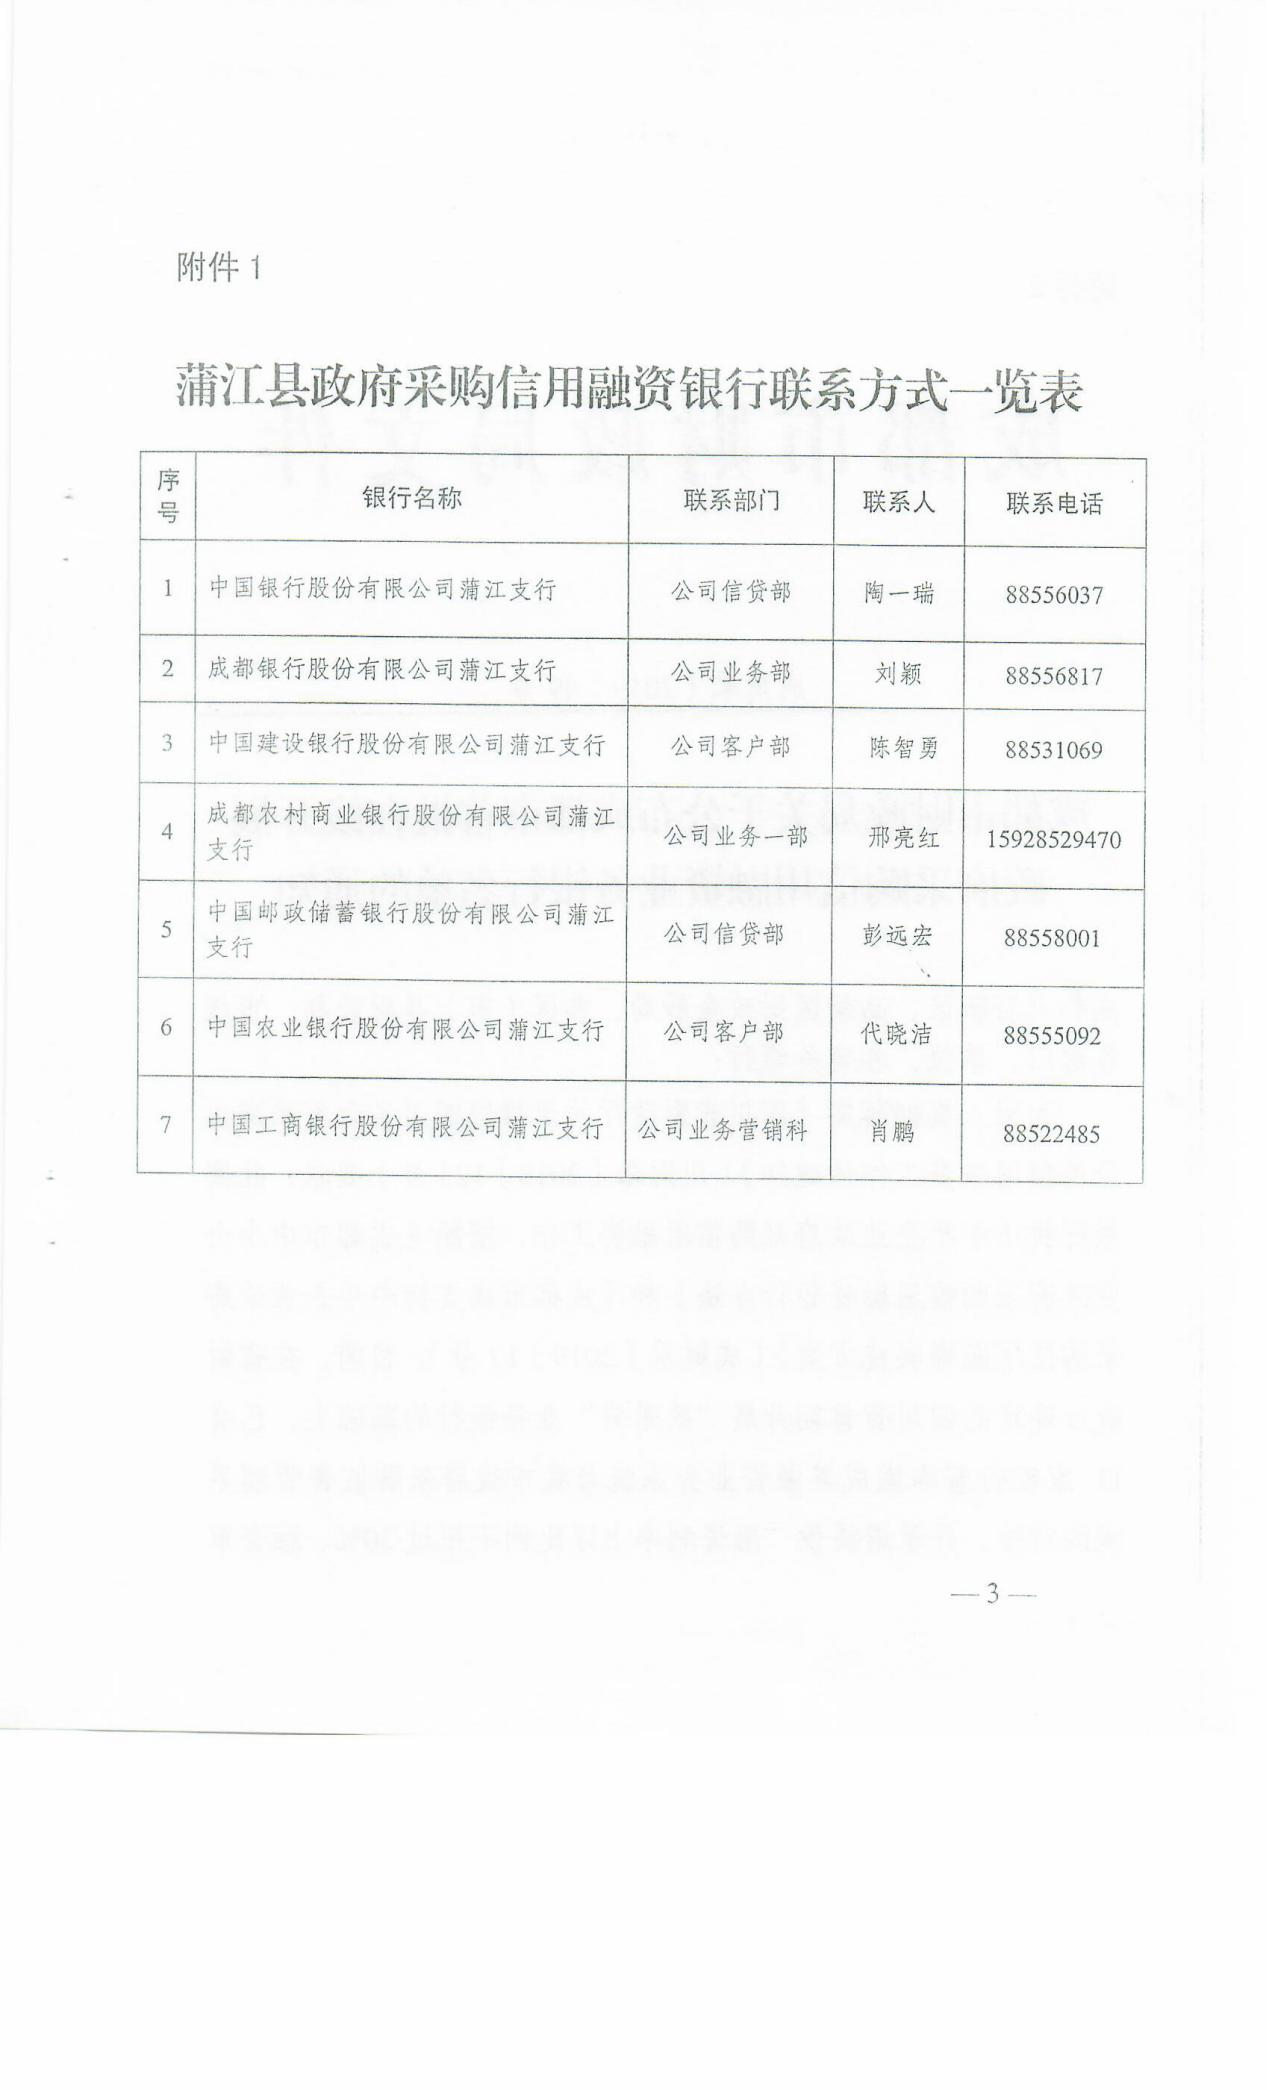 附件1
蒲江县政府采购信用融资银行联系方式一览表
序号 银行名称 联系部门 联系人 联系电话
1 中国银行股份有限公司蒲江支行 公司信贷部 陶一瑞 88556037
2 成都银行股份有限公司蒲江支行 公司业务部 刘颖 88556817
3 中国建设银行股份有限公司蒲江支行 公司客户部 陈智勇 88531069
4 成都农村商业银行股份有限公司蒲江支行 公司业务一部 邢亮红 15928529470
5 中国邮政储蓄银行股份有限公司蒲江支行 公司信贷部 彭远宏 88558001
6 中国农业银行股份有限公司蒲江支行 公司客户部 代晓洁 88555092
7 中国工商银行股份有限公司蒲江支行 公司业务营销科 肖鹏 88522485
—3—